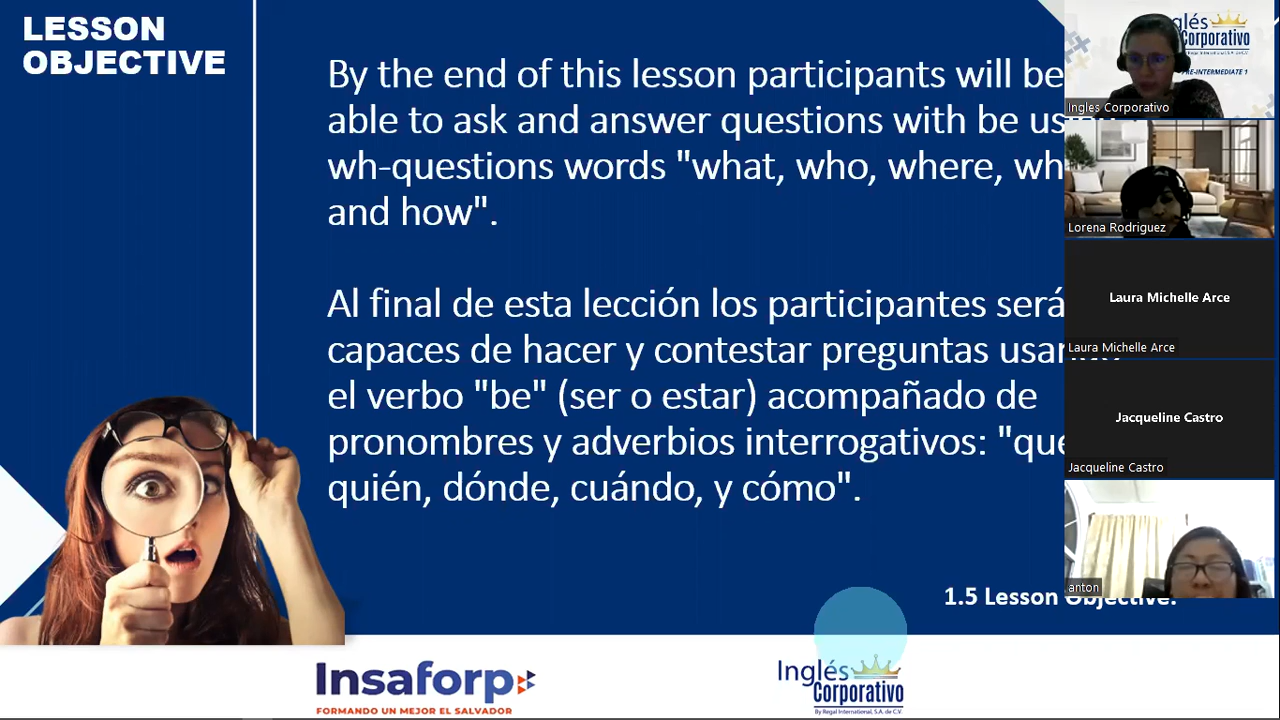 LESSON
OBJECTIVE
By the end of this lesson participants will be
able to ask and answer questions with be
wh-questions words "what, who, where,
and how".
Al final de esta lección los participantes
capaces de hacer y contestar preguntas
el verbo "be" (ser o estar) acompañado de
pronombres y adverbios interrogativos:
quién, dónde, cuándo, y cómo".
1.5 Lesson Objective.
Insaforp
FORMANDO UN MEJOR EL SALVADOR
Inglés
Corporativo
By Regal International, S.A. de C.V.
Corporativo
PRE-INTERMEDIATE 1
Ingles Corporativo
Lorena Rodriguez
Laura Michelle Arce
Laura Michelle Arce
Jacqueline Castro
Jacqueline Castro
anton